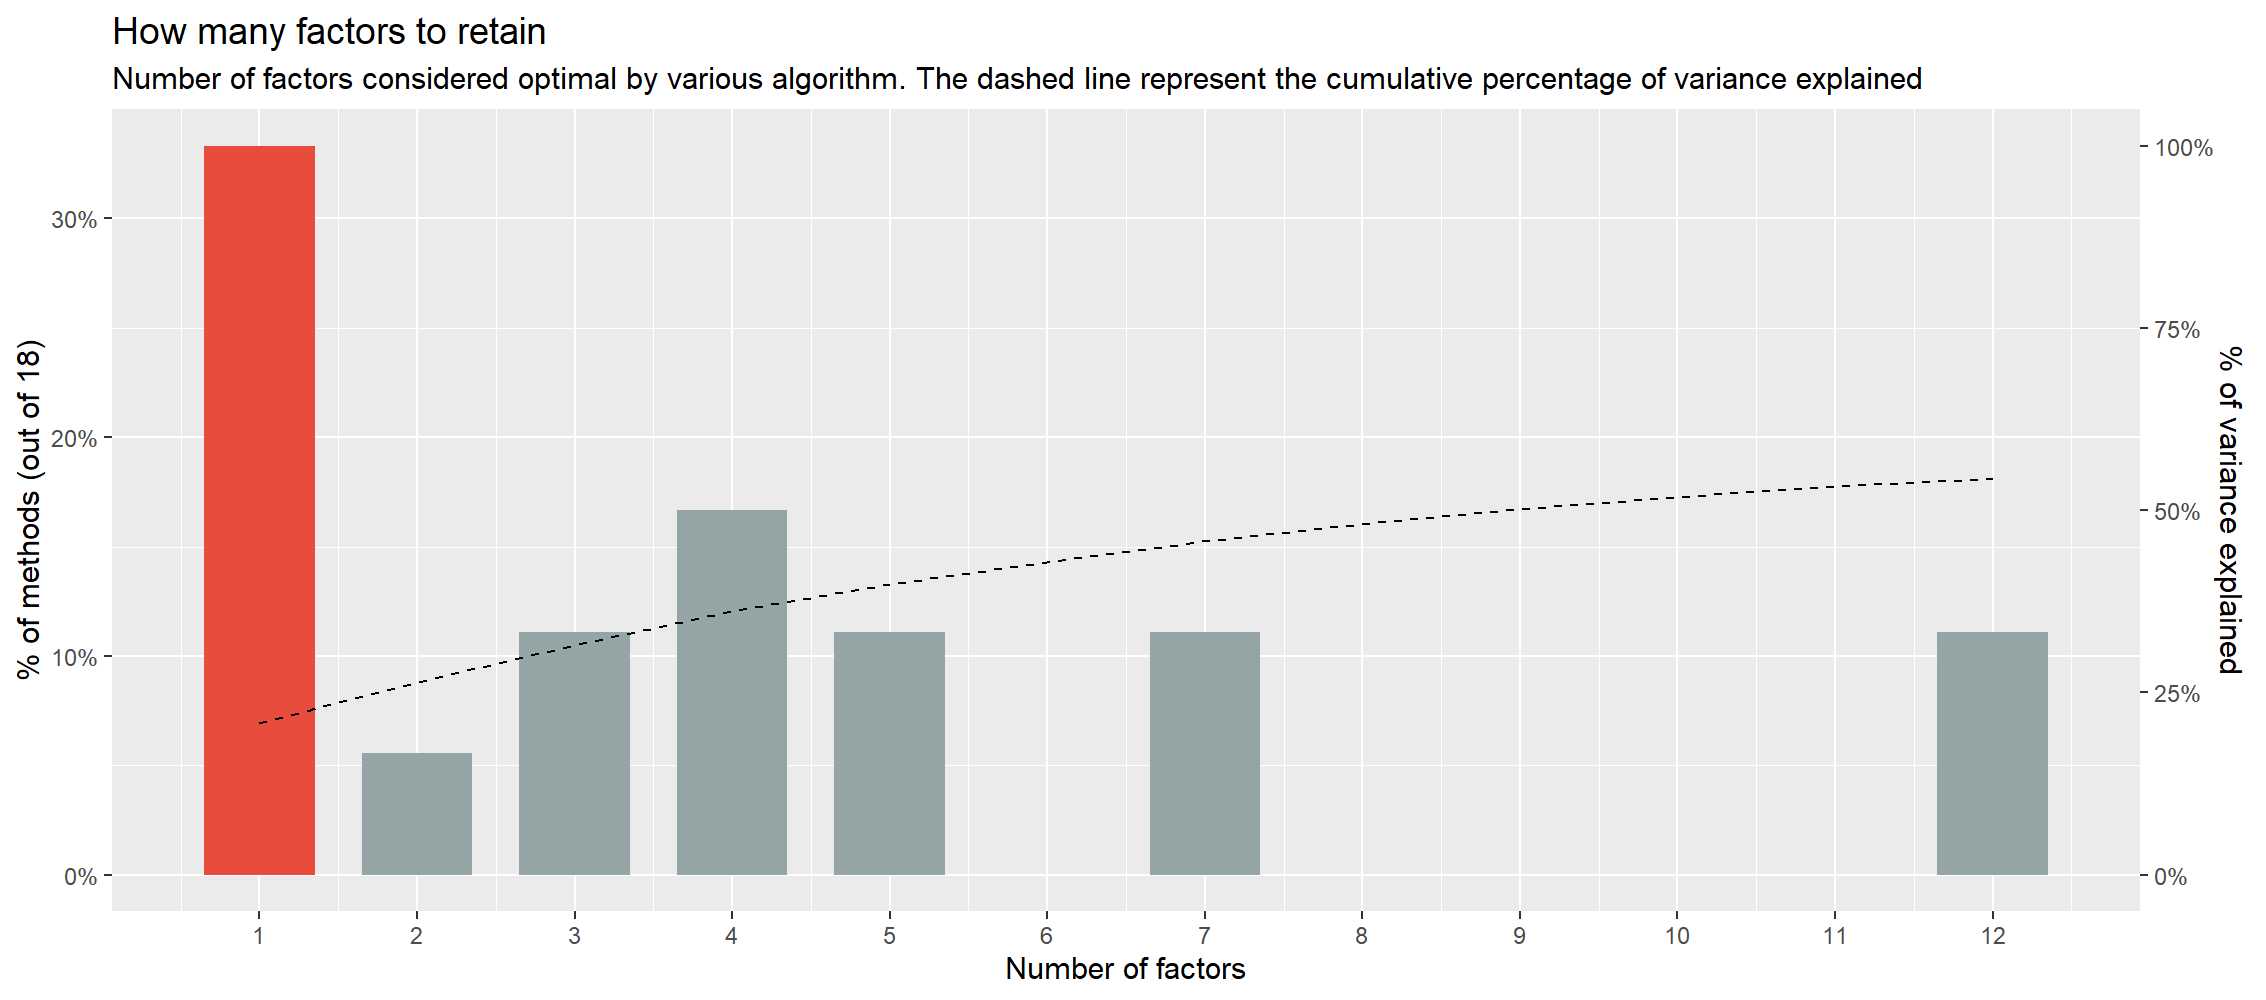 How many factors to retain
Number of factors considered optimal by various algorithm. The dashed line represent the cumulative percentage of variance explained
% of methods (out of 18)
30%
20%
10%
0%
100%
75%
50%
25%
0%
% of variance explained
1 2 3 4 5 6 7 8 9 10 11 12
Number of factors